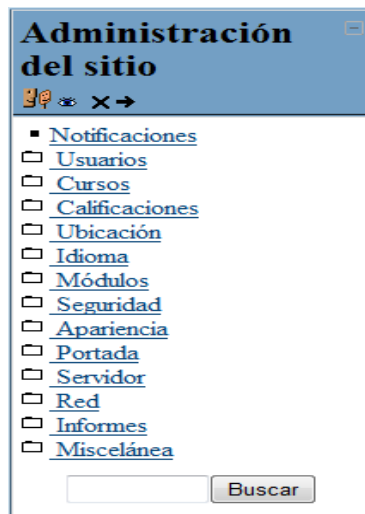 Administración
del sitio
Notificaciones
Usuarios
Cursos
Calificaciones
Ubicación
Idioma
Módulos
Seguridad
Apariencia
Portada
Servidor
Red
Informes
Miscelánea
Buscar